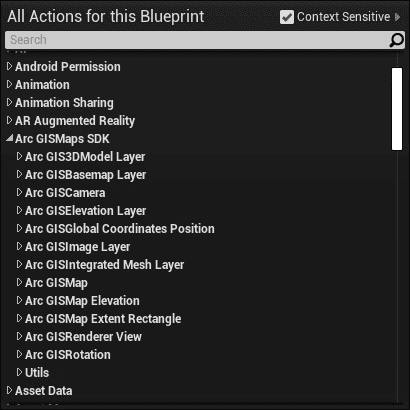 All Actions for this Blueprint
Context Sensitive
Search
Android Permission
Animation
Animation Sharing
AR Augmented Reality
Arc GISMaps SDK
Arc GIS3DModel Layer
Arc GISBasemap Layer
Arc GISCamera
Arc GISElevation Layer
Arc GISGlobal Coordinates Position
Arc GISImage Layer
Arc GISIntegrated Mesh Layer
Arc GISMap
Arc GISMap Elevation
Arc GISMap Extent Rectangle
Arc GISRenderer View
Arc GISRotation
Utils
Asset Data